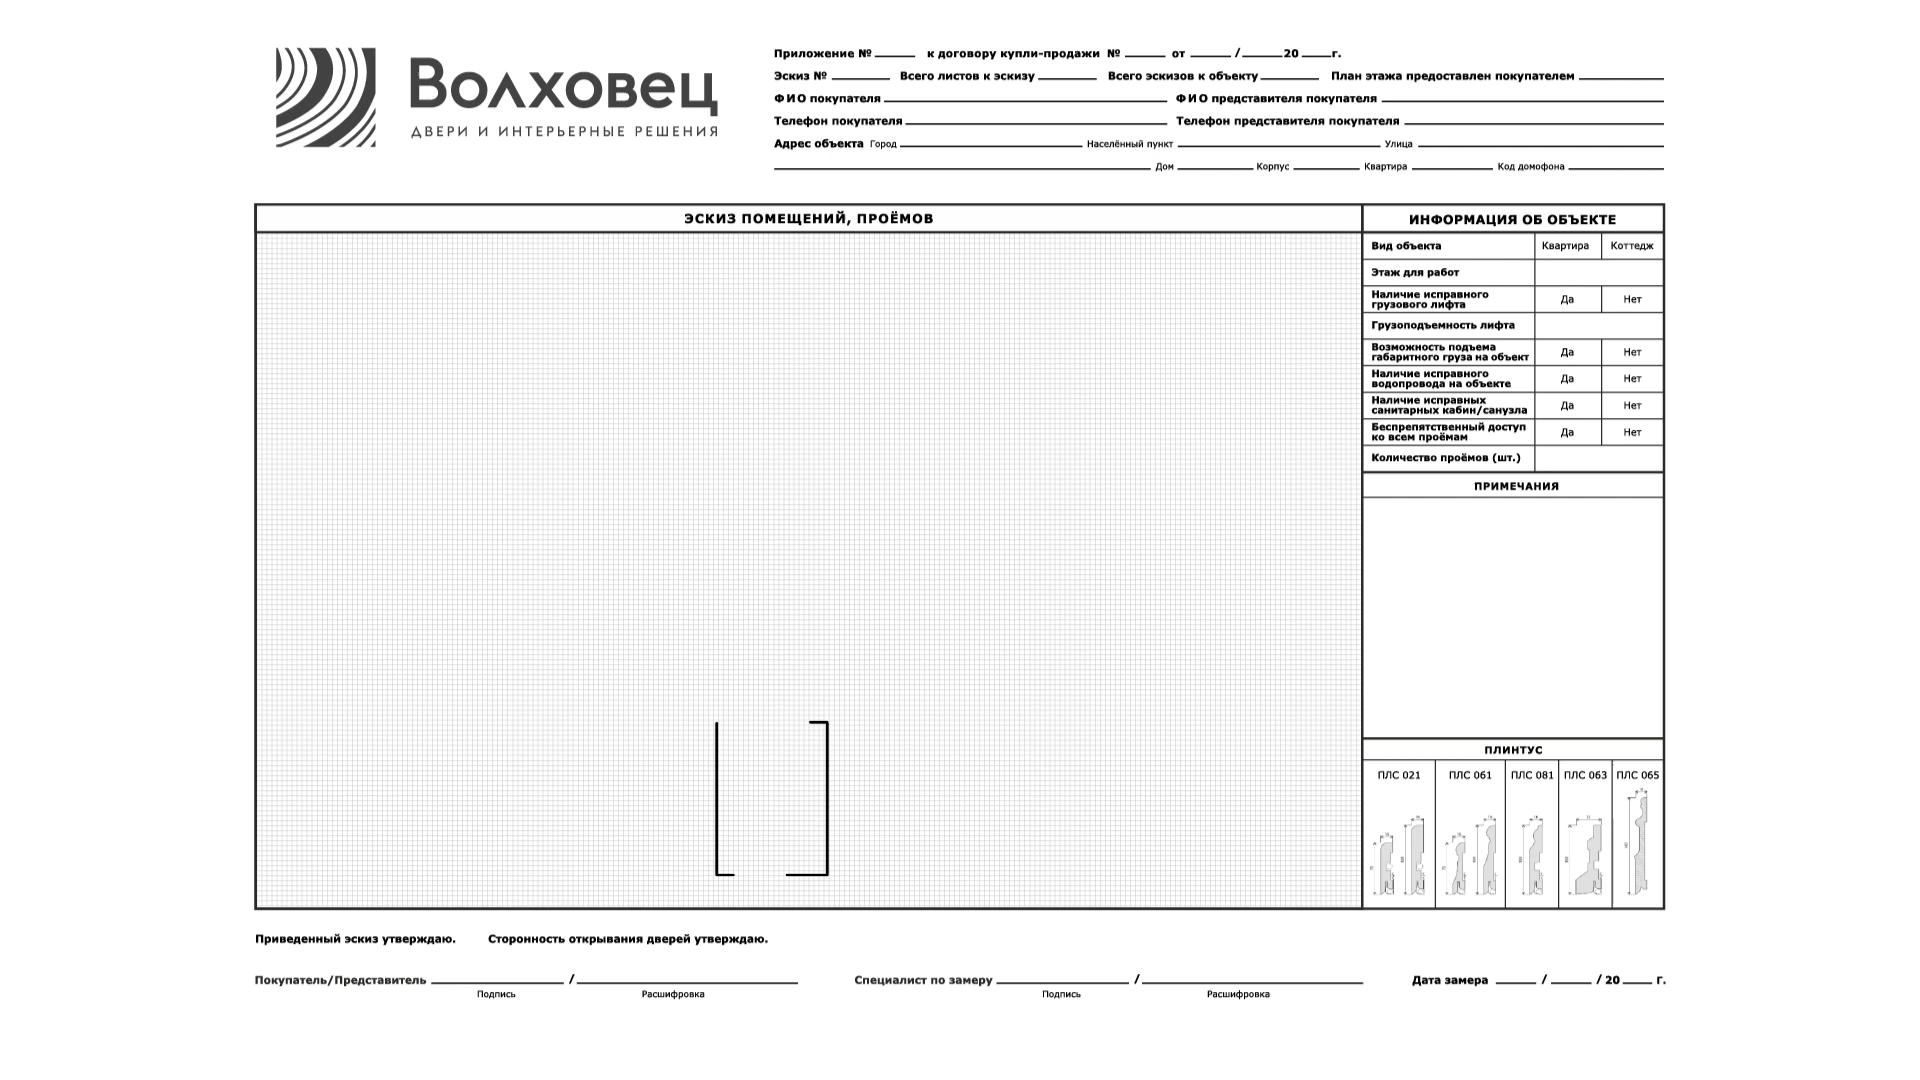 Волховец
ДВЕРИ И ИНТЕРЬЕРНЫЕ РЕШЕНИЯ
Приложение № к договору купли-продажи № от / 20 г.
Эскиз № Всего листов к эскизу Всего эскизов к объекту План этажа предоставлен покупателем
ФИО покупателя ФИО представителя покупателя
Телефон покупателя Телефон представителя покупателя
Адрес объекта Город Населённый пункт Улица
Дом Корпус Квартира Код домофона
ЭСКИЗ ПОМЕЩЕНИЙ, ПРОЁМОВ
ИНФОРМАЦИЯ ОБ ОБЪЕКТЕ
Вид объекта Квартира Коттедж
Этаж для работ
Наличие исправного
грузового лифта Да Нет
Грузоподъемность лифта
Возможность подъема
габаритного груза на объект Да Нет
Наличие исправного
водопровода на объекте Да Нет
Наличие исправных
санитарных кабин/санузла Да Нет
Беспрепятственный доступ
ко всем проёмам Да Нет
Количество проёмов (шт.)
ПРИМЕЧАНИЯ
ПЛИНТУС
ПЛС 021 ПЛС 061 ПЛС 081 ПЛС 063 ПЛС 065
Приведенный эскиз утверждаю. Сторонность открывания дверей утверждаю.
Покупатель/Представитель / Специалист по замеру / Дата замера / / 20 Г.
Подпись Расшифровка Подпись Расшифровка